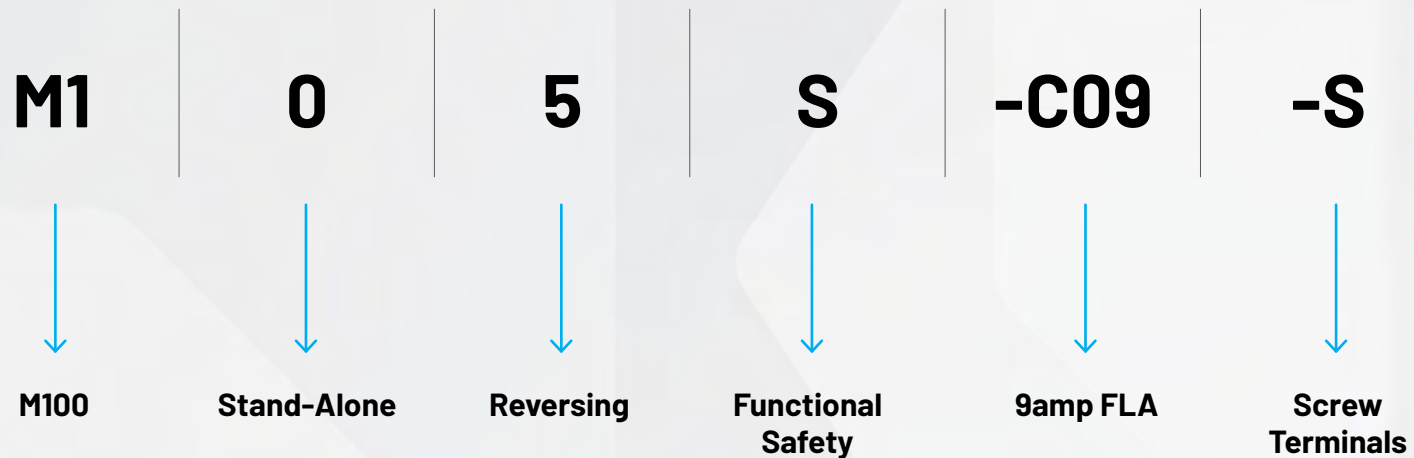 M1 0 5 S -C09 -S
M100 Stand-Alone Reversing Functional Safety 9amp FLA Screw Terminals